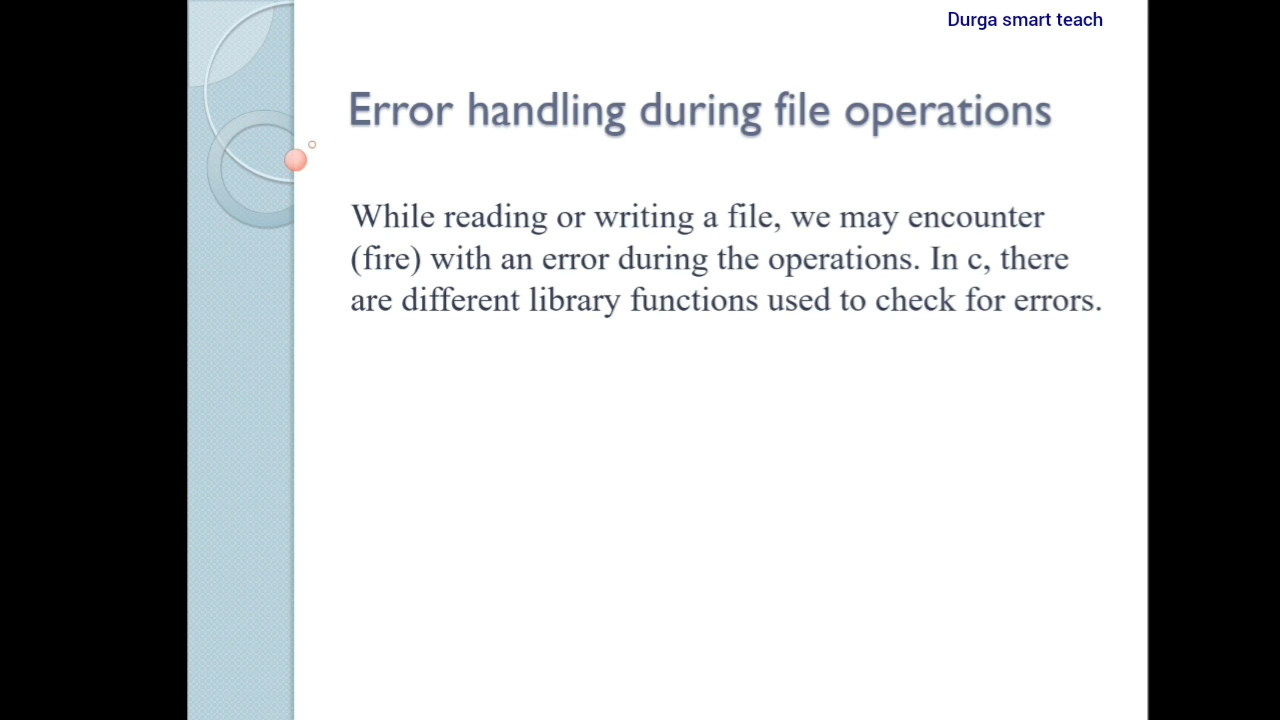 Durga smart teach
Error handling during file operations
While reading or writing a file, we may encounter
(fire) with an error during the operations. In c, there
are different library functions used to check for errors.